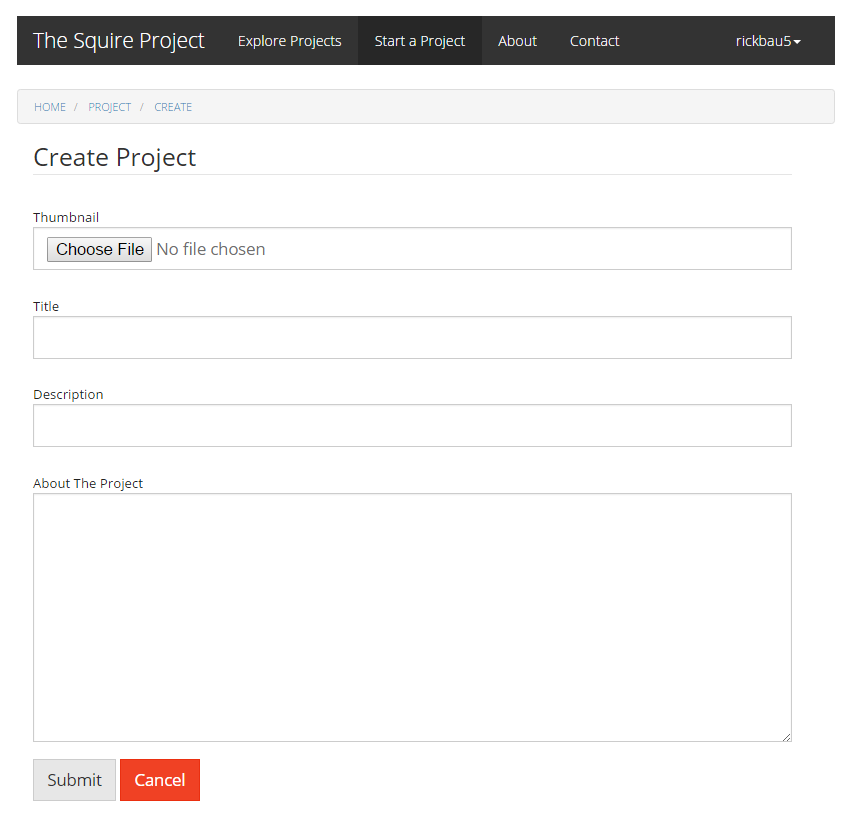 The Squire Project Explore Projects Start a Project About Contact rickbau5
HOME / PROJECT / CREATE
Create Project
Thumbnail
Choose File No file chosen
Title
Description
About The Project
Submit Cancel